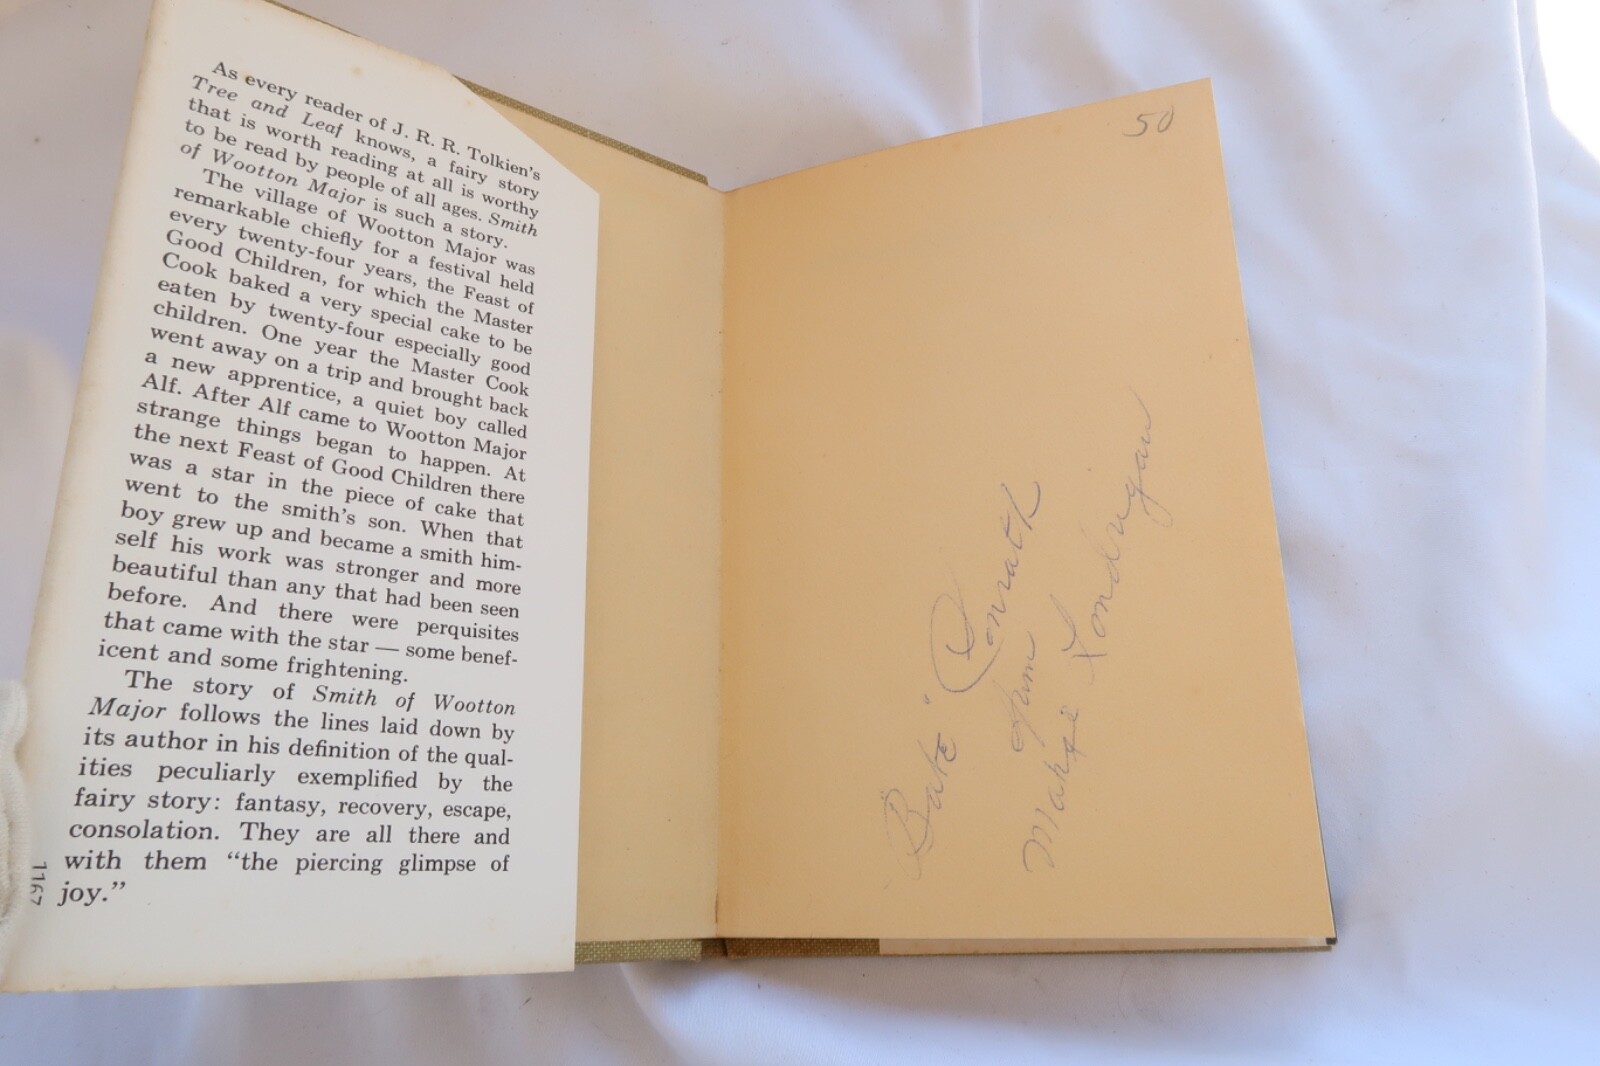 As every reader of J. R. R. Tolkien's
Tree and Leaf knows, a fairy story
that is worth reading at all is worthy
to be read by people of all ages. Smith
of Wootton Major is such a story.
The village of Wootton Major was
remarkable chiefly for a festival held
every twenty-four years, the Feast of
Good Children, for which the Master
Cook baked a very special cake to be
eaten by twenty-four especially good
children. One year the Master Cook
went away on a trip and brought back
a new apprentice, a quiet boy called
Alf. After Alf came to Wootton Major
strange things began to happen. At
the next Feast of Good Children there
was a star in the piece of cake that
went to the smith's son. When that
boy grew up and became a smith him-
self his work was stronger and more
beautiful than any that had been seen
before. And there were perquisites
that came with the star — some benef-
icent and some frightening.
The story of Smith of Wootton
Major follows the lines laid down by
its author in his definition of the qual-
ities peculiarly exemplified by the
fairy story: fantasy, recovery, escape,
consolation. They are all there and
with them “the piercing glimpse of
joy.”
1167
50
Conrath
from
Marge Londrigan